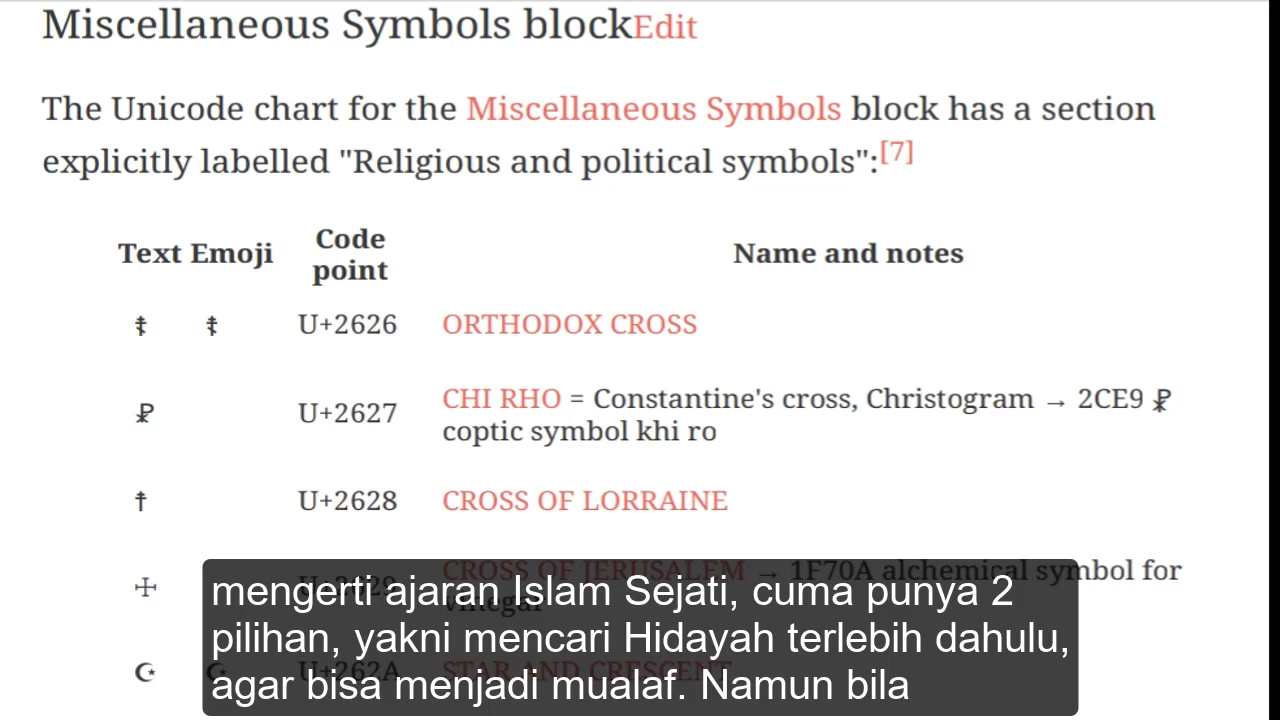 Miscellaneous Symbols blockEdit
The Unicode chart for the Miscellaneous Symbols block has a section
explicitly labelled "Religious and political symbols":[7]
Text Emoji Code point Name and notes
☦ ☦ U+2626 ORTHODOX CROSS
☧ U+2627 CHI RHO = Constantine's cross, Christogram → 2CE9 ⳩
coptic symbol khi ro
☨ U+2628 CROSS OF LORRAINE
☩ U+2629 CROSS OF JERUSALEM → 1F70A alchemical symbol for
vinegar
☪ ☪ U+262A STAR AND CRESCENT
mengerti ajaran Islam Sejati, cuma punya 2
pilihan, yakni mencari Hidayah terlebih dahulu,
agar bisa menjadi mualaf. Namun bila